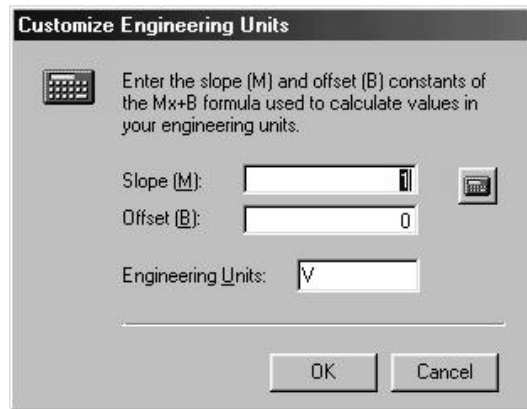 Customize Engineering Units
Enter the slope (M) and offset (B) constants of
the Mx+B formula used to calculate values in
your engineering units.
Slope (M): 1
Offset (B): 0
Engineering Units: V
OK Cancel